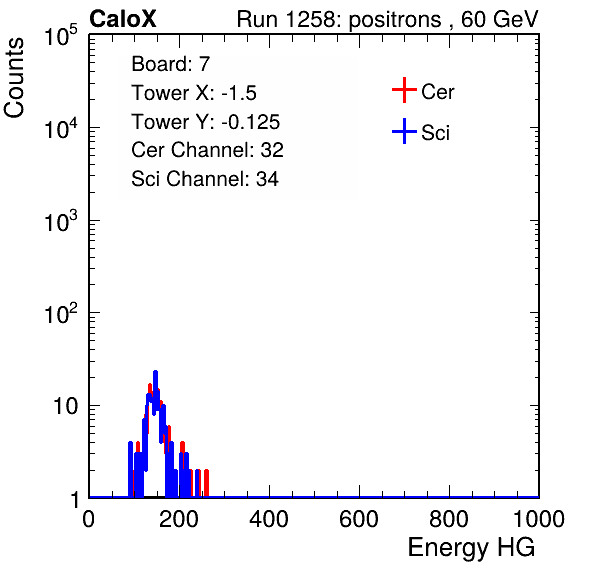 CaloX Run 1258: positrons , 60 GeV
Counts
Board: 7
Tower X: -1.5
Tower Y: -0.125
Cer Channel: 32
Sci Channel: 34
Cer
Sci
10^5
10^4
10^3
10^2
10
1
0 200 400 600 800 1000
Energy HG